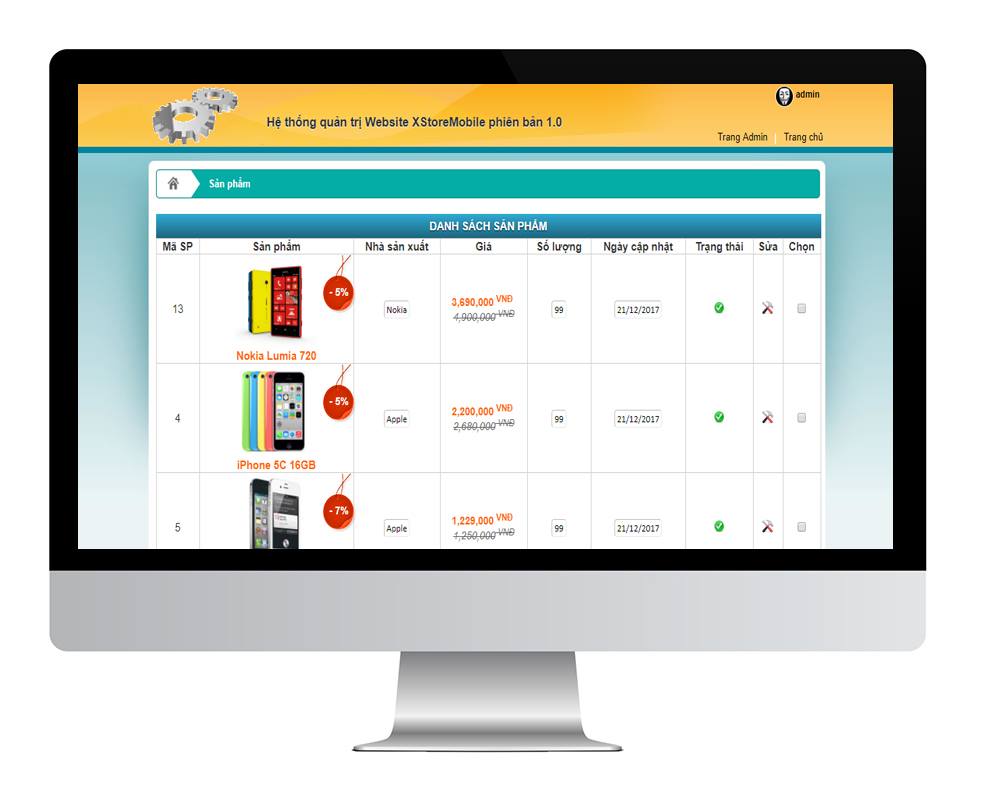 admin
Hệ thống quản trị Website XStoreMobile phiên bản 1.0
Trang Admin | Trang chủ
Sản phẩm
DANH SÁCH SẢN PHẨM
Mã SP Sản phẩm Nhà sản xuất Giá Số lượng Ngày cập nhật Trạng thái Sửa Chọn
- 5%
13 Nokia 3,690,000 VNĐ 99 21/12/2017
4,900,000 VNĐ
Nokia Lumia 720
- 5%
4 Apple 2,200,000 VNĐ 99 21/12/2017
2,680,000 VNĐ
iPhone 5C 16GB
- 7%
5 Apple 1,229,000 VNĐ 99 21/12/2017
1,250,000 VNĐ